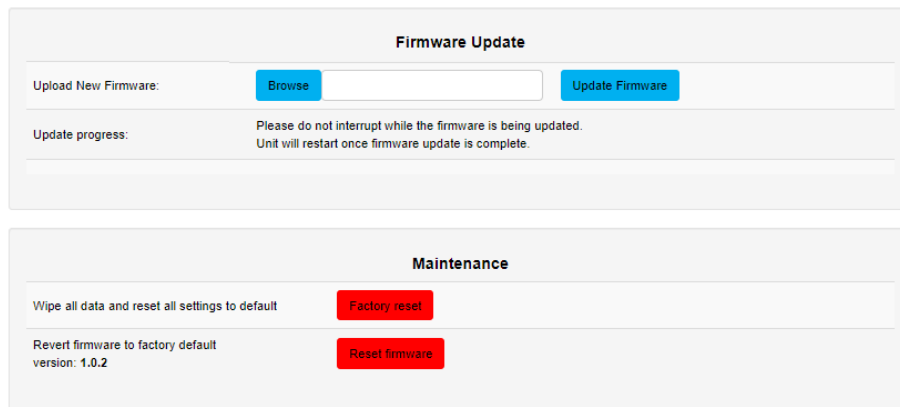 Firmware Update
Upload New Firmware:
Browse
Update Firmware
Update progress:
Please do not interrupt while the firmware is being updated.
Unit will restart once firmware update is complete.
Maintenance
Wipe all data and reset all settings to default
Factory reset
Revert firmware to factory default
version: 1.0.2
Reset firmware